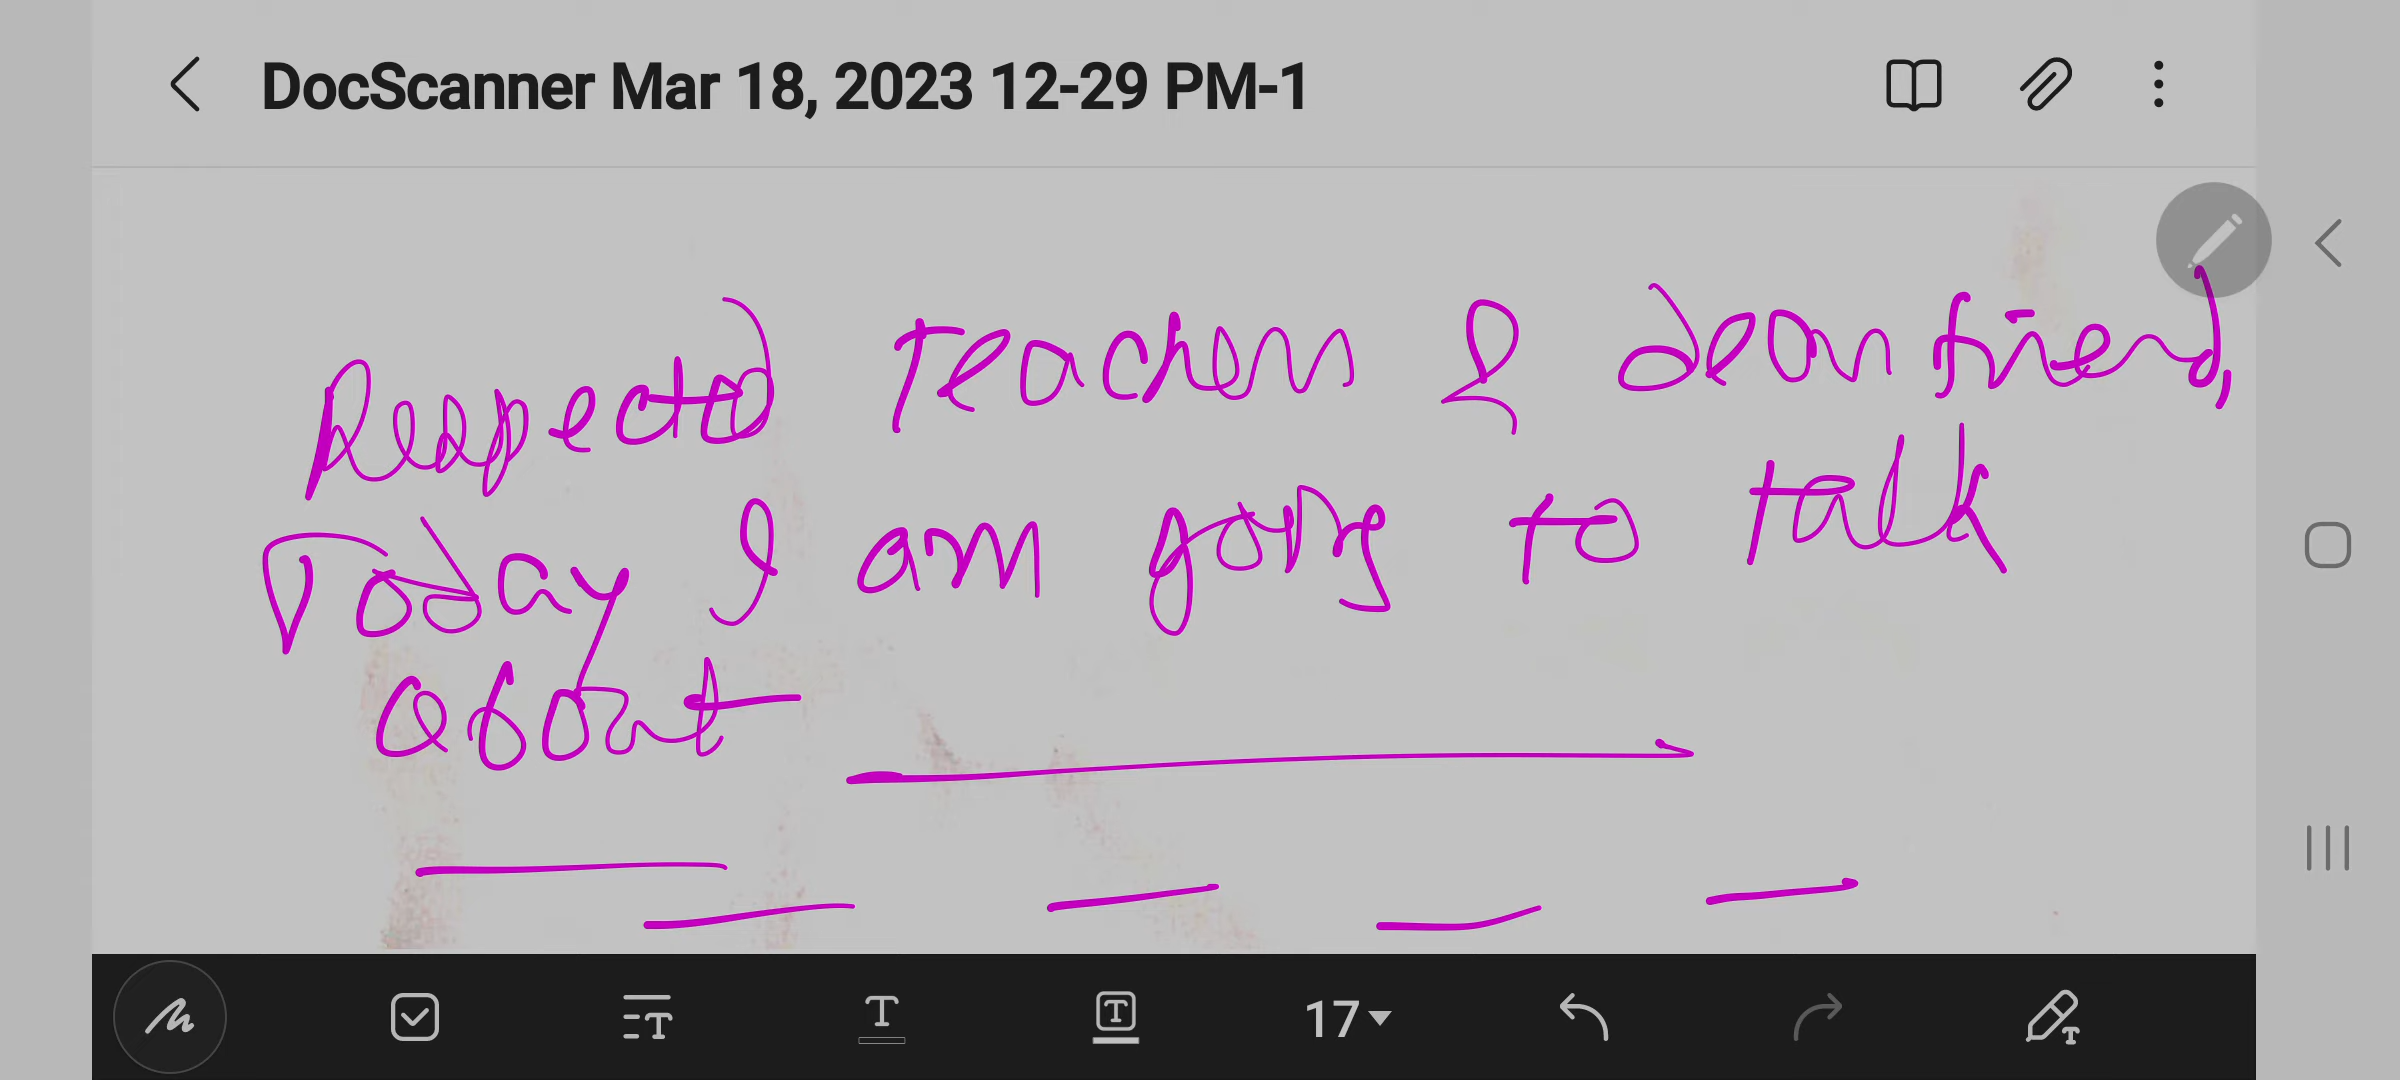 DocScanner Mar 18, 2023 12-29 PM-1
Respected Teachers & dear friend,
Today I am going to talk
about
17